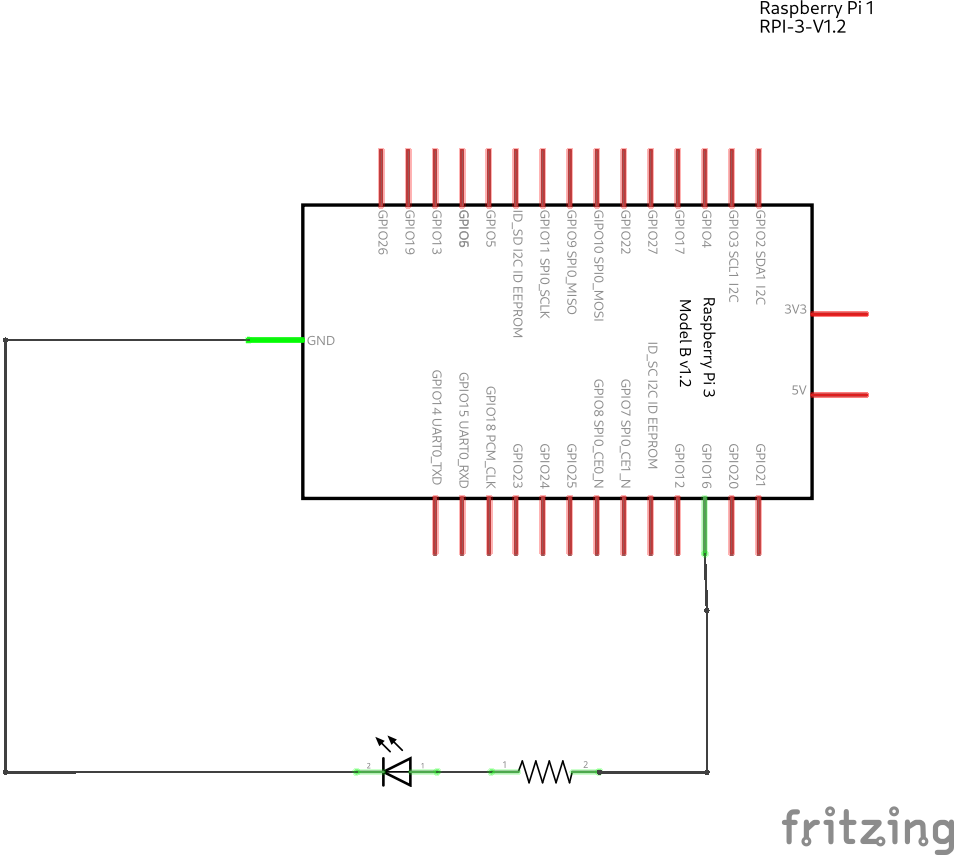 Raspberry Pi 1
RPI-3-V1.2
GPIO26
GPIO19
GPIO13
GPIO6
GPIO5
ID_SD I2C ID EEPROM
GPIO11 SPI0_SCLK
GPIO9 SPI0_MISO
GIPO10 SPI0_MOSI
GPIO22
GPIO27
GPIO17
GPIO4
GPIO3 SCL1 I2C
GPIO2 SDA1 I2C
3V3
Raspberry Pi 3
Model B v1.2
GND
5V
GPIO14 UART0_TXD
GPIO15 UART0_RXD
GPIO18 PCM_CLK
GPIO23
GPIO24
GPIO25
GPIO8 SPI0_CE0_N
GPIO7 SPI0_CE1_N
ID_SC I2C ID EEPROM
GPIO12
GPIO16
GPIO20
GPIO21
2
1
1
2
fritzing